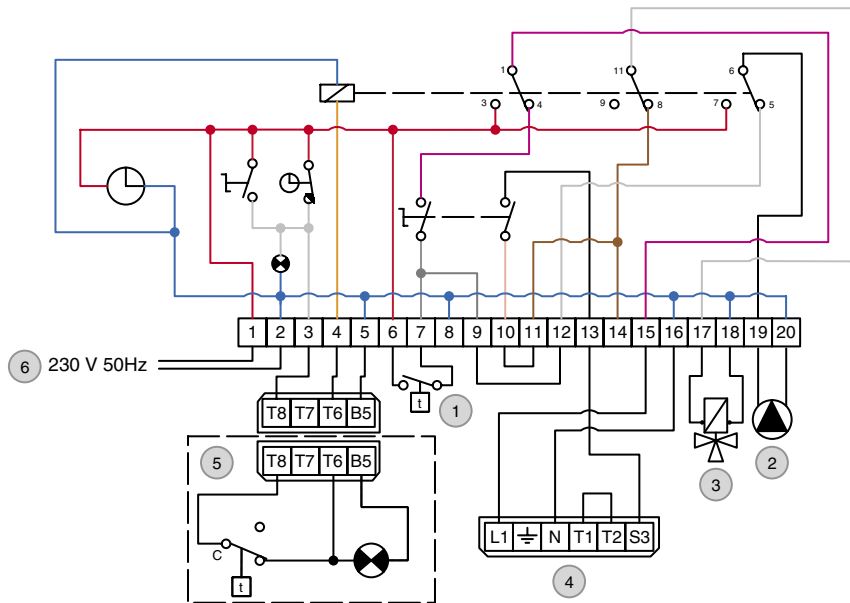 1 11 6
3 4 9 8 7 5
1 2 3 4 5 6 7 8 9 10 11 12 13 14 15 16 17 18 19 20
6 230 V 50Hz
t 1
T8 T7 T6 B5
2
5 T8 T7 T6 B5 3
L1 N T1 T2 S3
C
t 4